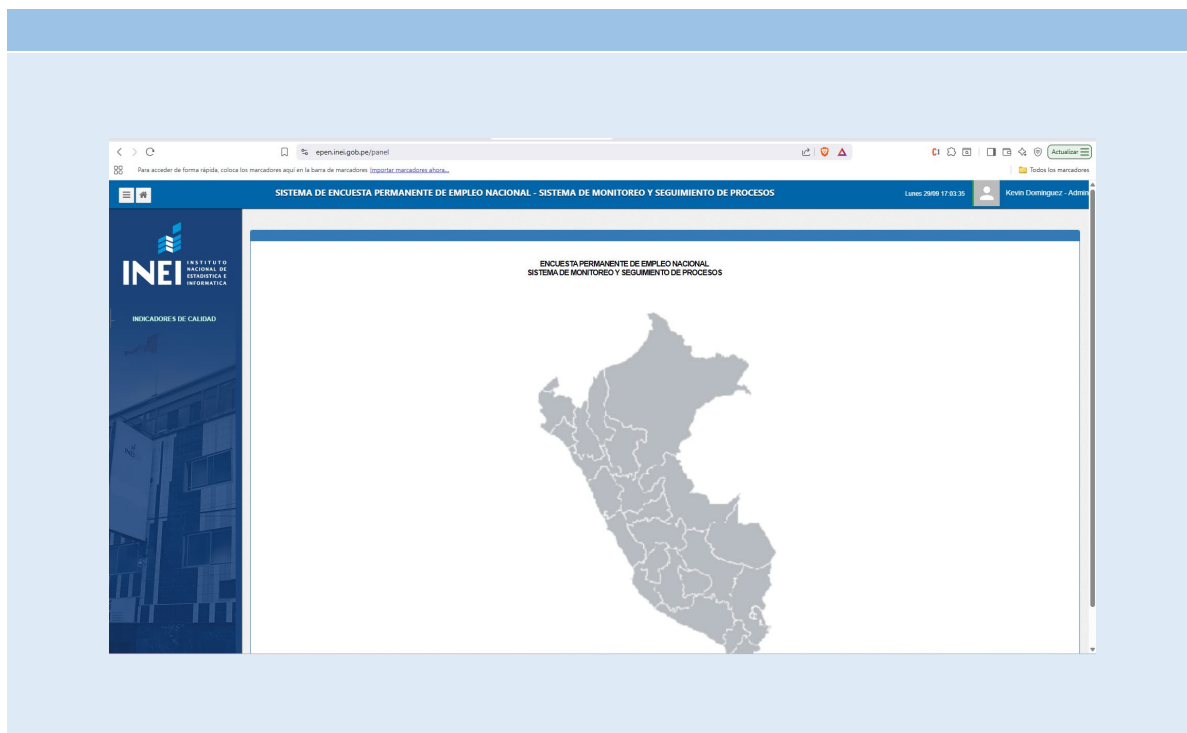 epen.inei.gob.pe/panel
Actualizar
Para acceder de forma rápida, coloca los marcadores aquí en la barra de marcadores. Importar marcadores ahora...
Todos los marcadores
SISTEMA DE ENCUESTA PERMANENTE DE EMPLEO NACIONAL - SISTEMA DE MONITOREO Y SEGUIMIENTO DE PROCESOS
Lunes 29/09 17:03:35
Kevin Dominguez - Admin
INEI
INSTITUTO
NACIONAL DE
ESTADISTICA E
INFORMATICA
INDICADORES DE CALIDAD
ENCUESTA PERMANENTE DE EMPLEO NACIONAL
SISTEMA DE MONITOREO Y SEGUIMIENTO DE PROCESOS
INEI